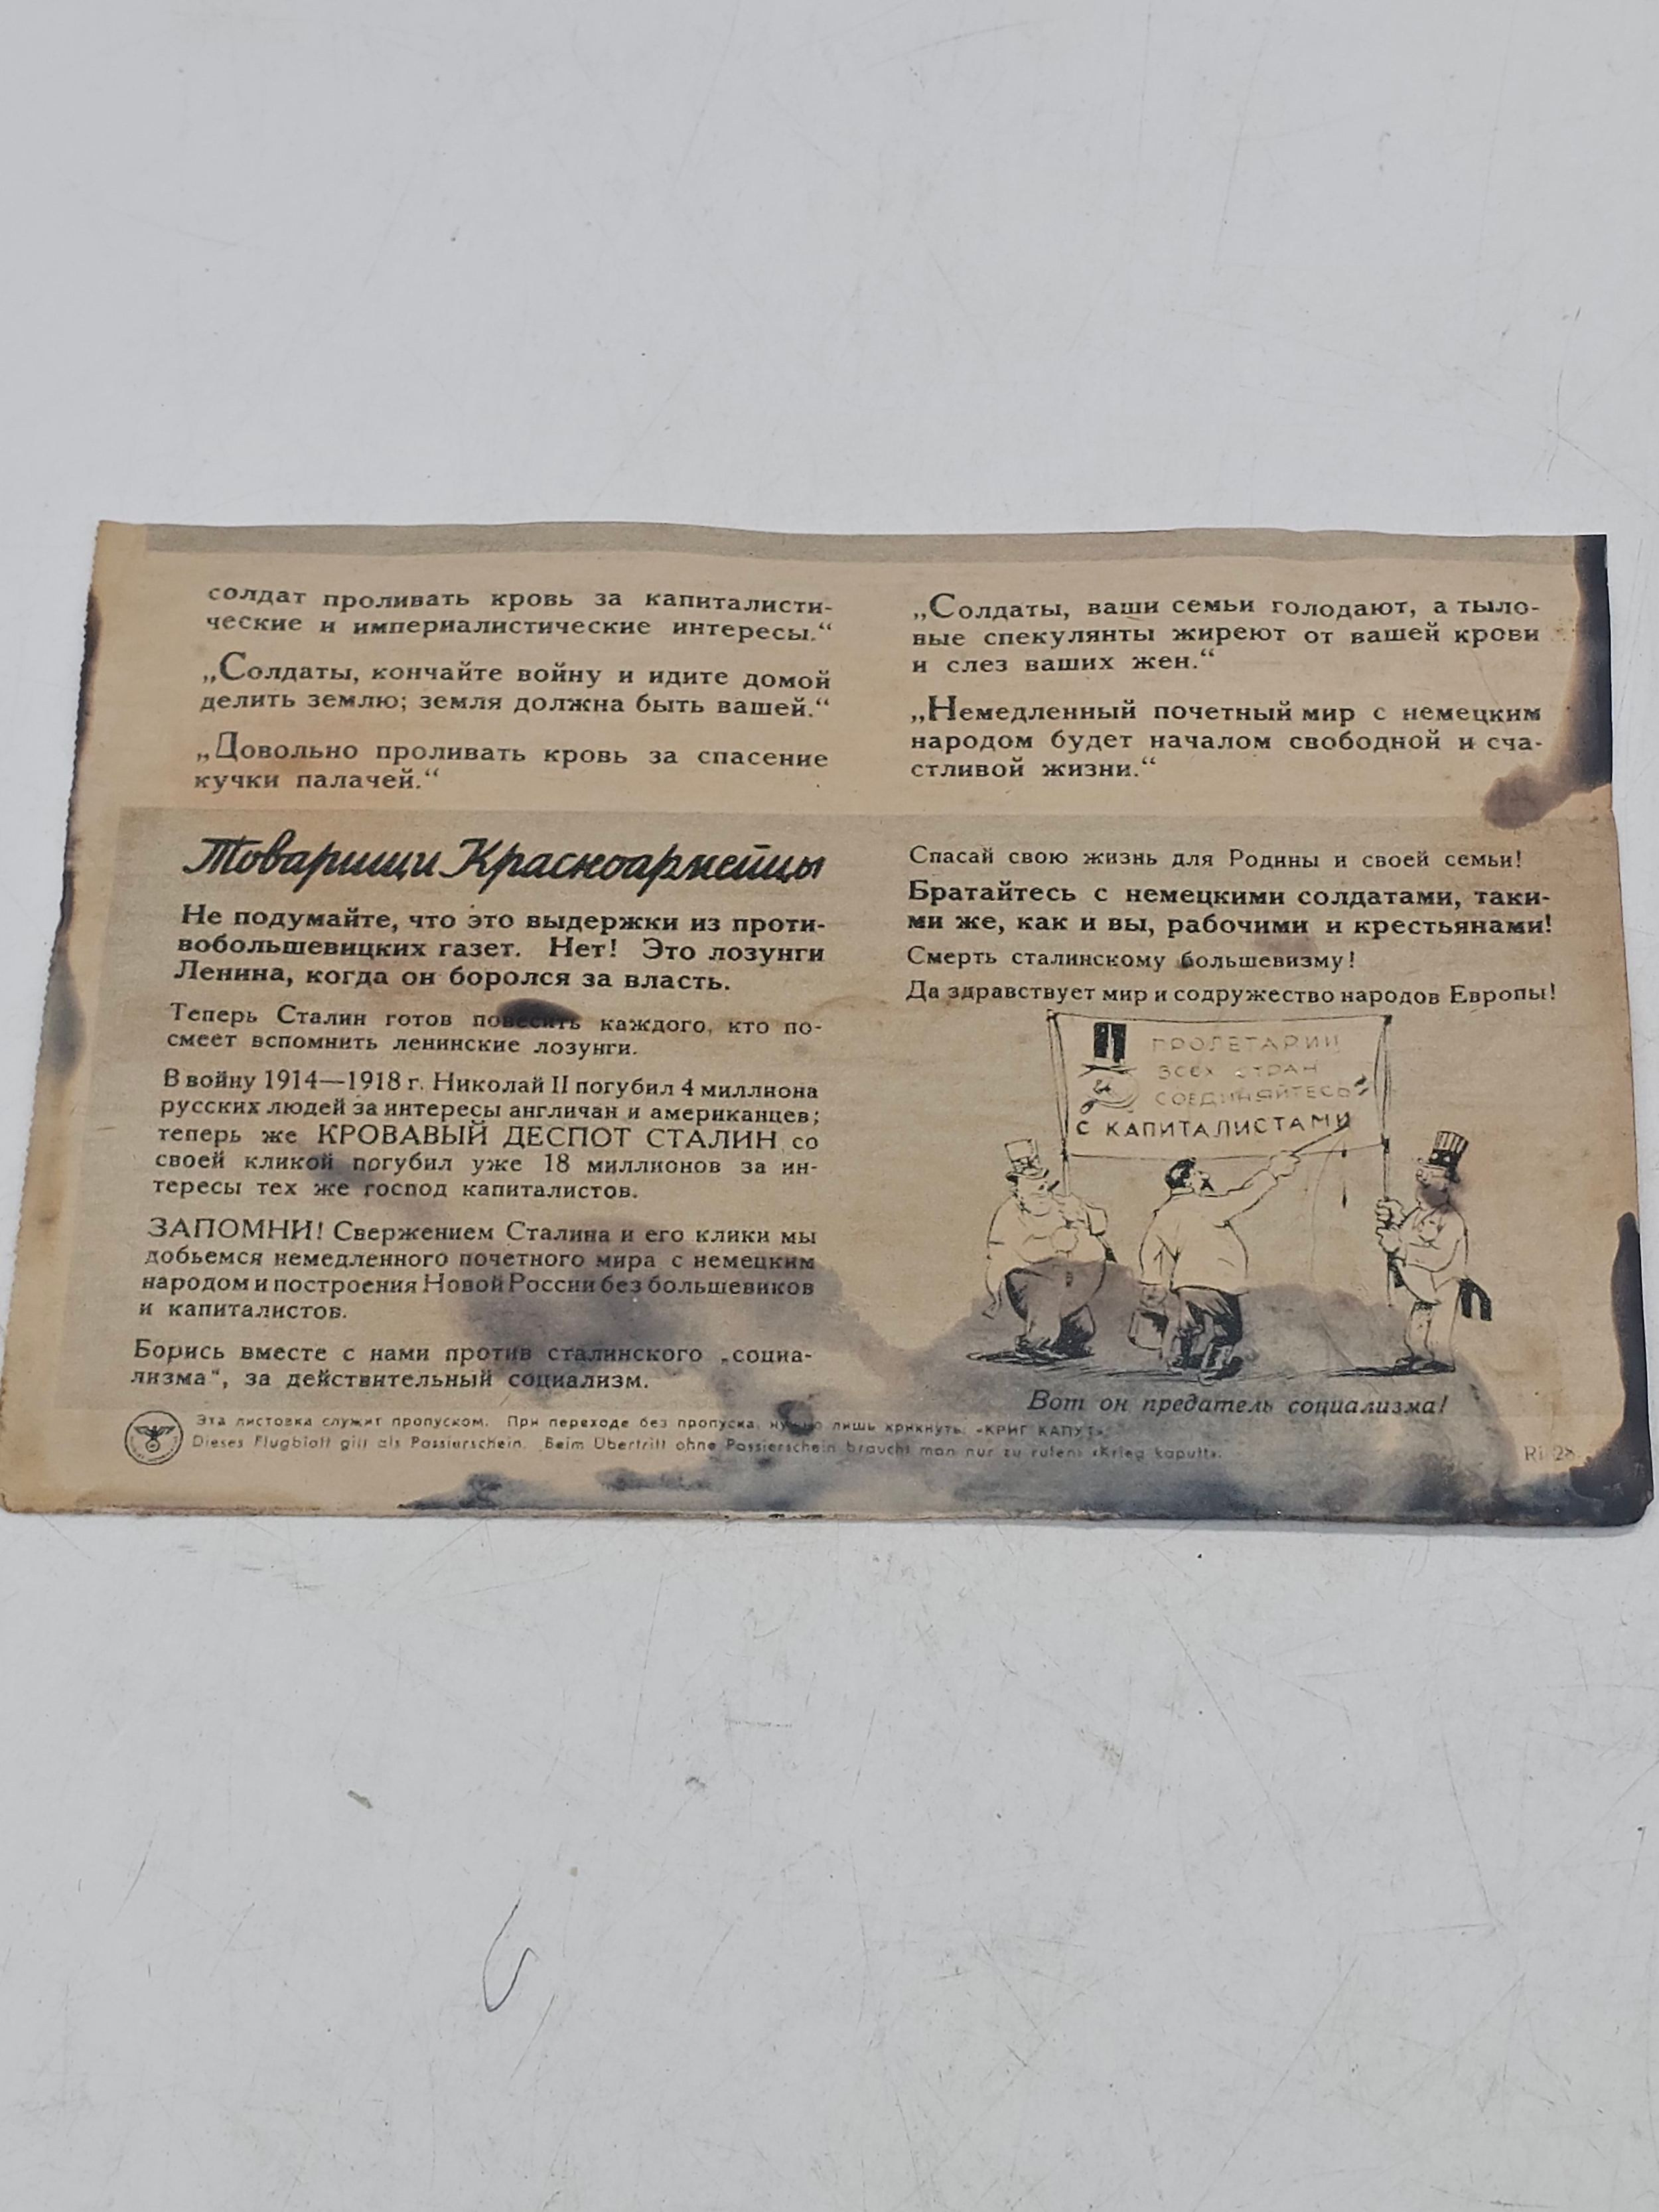 солдат проливать кровь за капиталисти-
ческие и империалистические интересы.“
„Солдаты, кончайте войну и идите домой
делить землю; земля должна быть вашей.“
„Довольно проливать кровь за спасение
кучки палачей.“
„Солдаты, ваши семьи голодают, а тыло-
вые спекулянты жиреют от вашей крови
и слез ваших жен.“
„Немедленный почетный мир с немецким
народом будет началом свободной и сча-
стливой жизни.“
Товарищи Красноармейцы
Не подумайте, что это выдержки из проти-
вобольшевицких газет. Нет! Это лозунги
Ленина, когда он боролся за власть.
Теперь Сталин готов повесить каждого, кто по-
смеет вспомнить ленинские лозунги.
В войну 1914—1918 г. Николай II погубил 4 миллиона
русских людей за интересы англичан и американцев;
теперь же КРОВАВЫЙ ДЕСПОТ СТАЛИН со
своей кликой погубил уже 18 миллионов за ин-
тересы тех же господ капиталистов.
ЗАПОМНИ! Свержением Сталина и его клики мы
добьемся немедленного почетного мира с немецким
народом и построения Новой России без большевиков
и капиталистов.
Борись вместе с нами против сталинского „социа-
лизма“, за действительный социализм.
Спасай свою жизнь для Родины и своей семьи!
Братайтесь с немецкими солдатами, таки-
ми же, как и вы, рабочими и крестьянами!
Смерть сталинскому большевизму!
Да здравствует мир и содружество народов Европы!
ПРОЛЕТАРИИ
ВСЕХ СТРАН
СОЕДИНЯЙТЕСЬ
С КАПИТАЛИСТАМИ
Вот он предатель социализма!
Эта листовка служит пропуском. При переходе без пропуска, нужно лишь крикнуть: «КРИГ КАПУТ».
Dieses Flugblatt gilt als Passierschein. Beim Übertritt ohne Passierschein braucht man nur zu rufen: «Krieg kaputt».
Ri 28